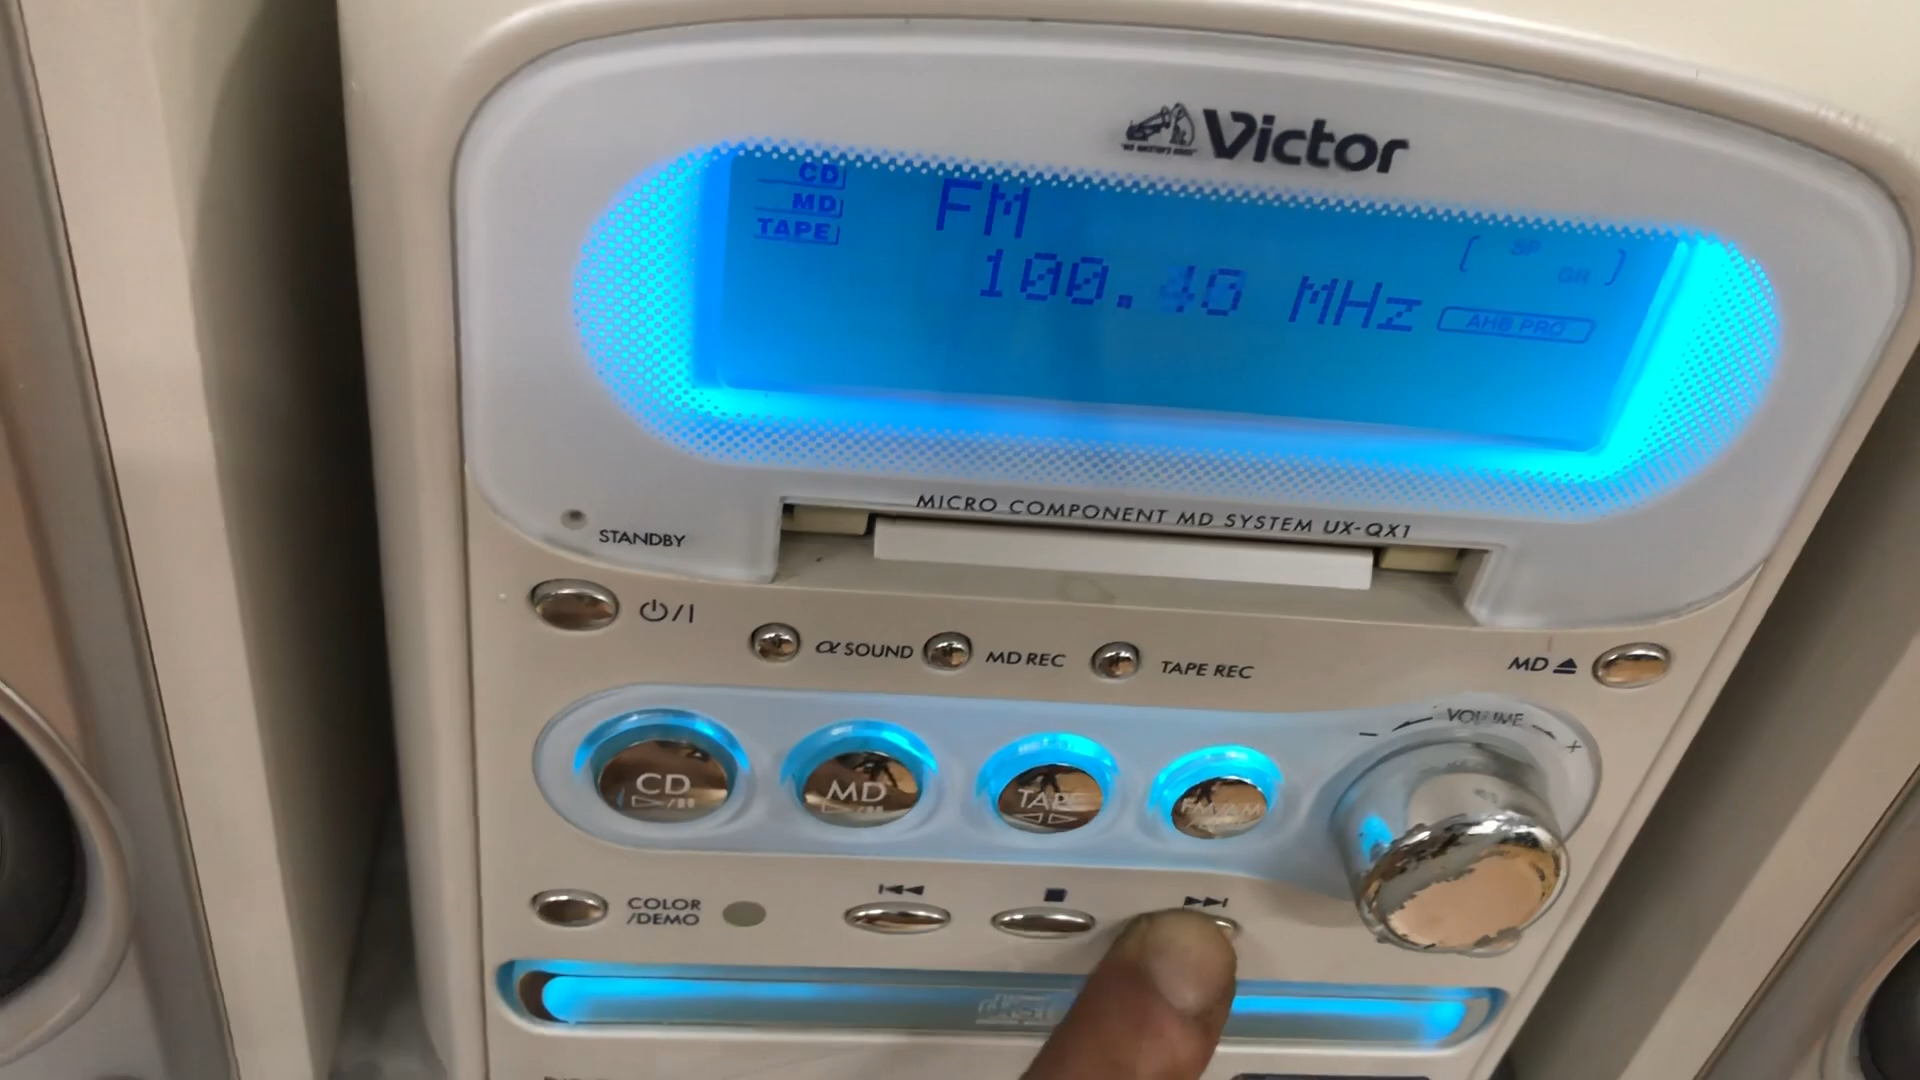 Victor
CD
MD
TAPE
FM
100.40 MHz
SP
GR
AHB PRO
MICRO COMPONENT MD SYSTEM UX-QX1
STANDBY
⏻/I
α SOUND
MD REC
TAPE REC
MD ⏏
VOLUME
− +
CD
MD
TAPE
FM/AM
COLOR
/DEMO